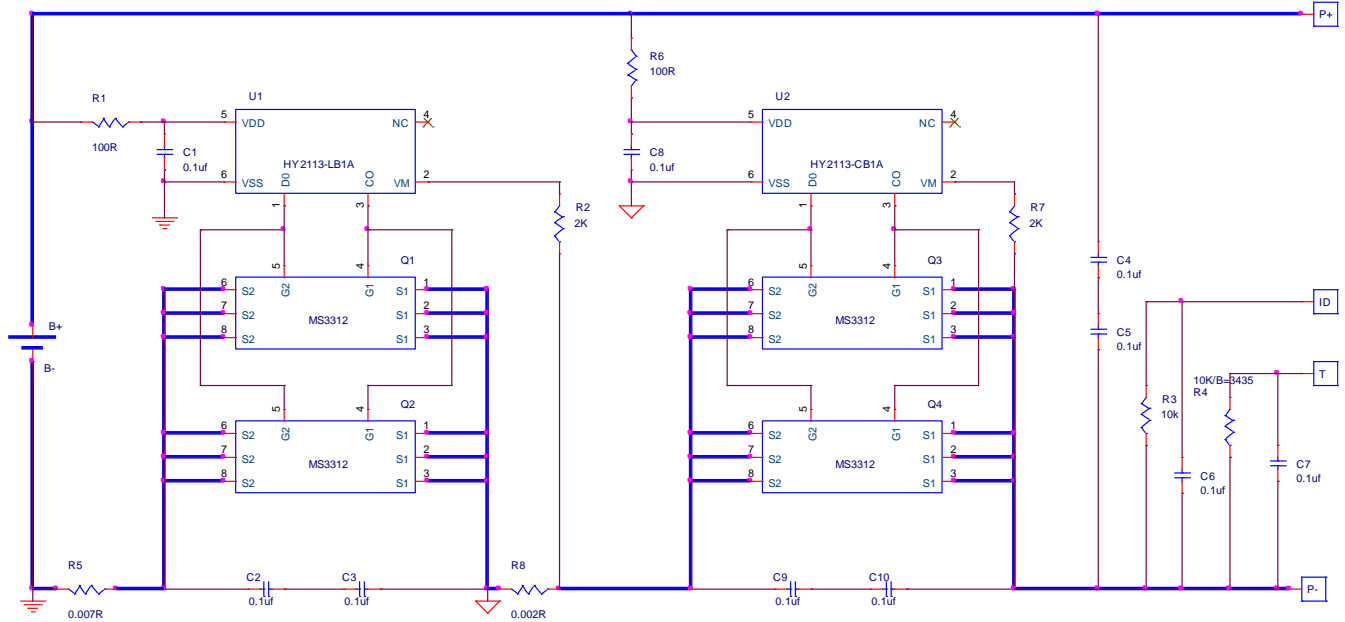 P+
R6
100R
R1
100R
U1
5
VDD
NC
4
C1
0.1uf
HY2113-LB1A
6
VSS
D0
CO
VM
2
1
3
R2
2K
U2
5
VDD
NC
4
C8
0.1uf
HY2113-CB1A
6
VSS
D0
CO
VM
2
1
3
R7
2K
Q1
5
4
G2
G1
6
S2
S1
1
7
S2
S1
2
8
S2
S1
3
MS3312
Q3
5
4
G2
G1
6
S2
S1
1
7
S2
S1
2
8
S2
S1
3
MS3312
C4
0.1uf
C5
0.1uf
ID
B+
B-
T
Q2
5
4
G2
G1
6
S2
S1
1
7
S2
S1
2
8
S2
S1
3
MS3312
Q4
5
4
G2
G1
6
S2
S1
1
7
S2
S1
2
8
S2
S1
3
MS3312
R3
10k
10K/B=3435
R4
C6
0.1uf
C7
0.1uf
R5
0.007R
C2
0.1uf
C3
0.1uf
R8
0.002R
C9
0.1uf
C10
0.1uf
P-